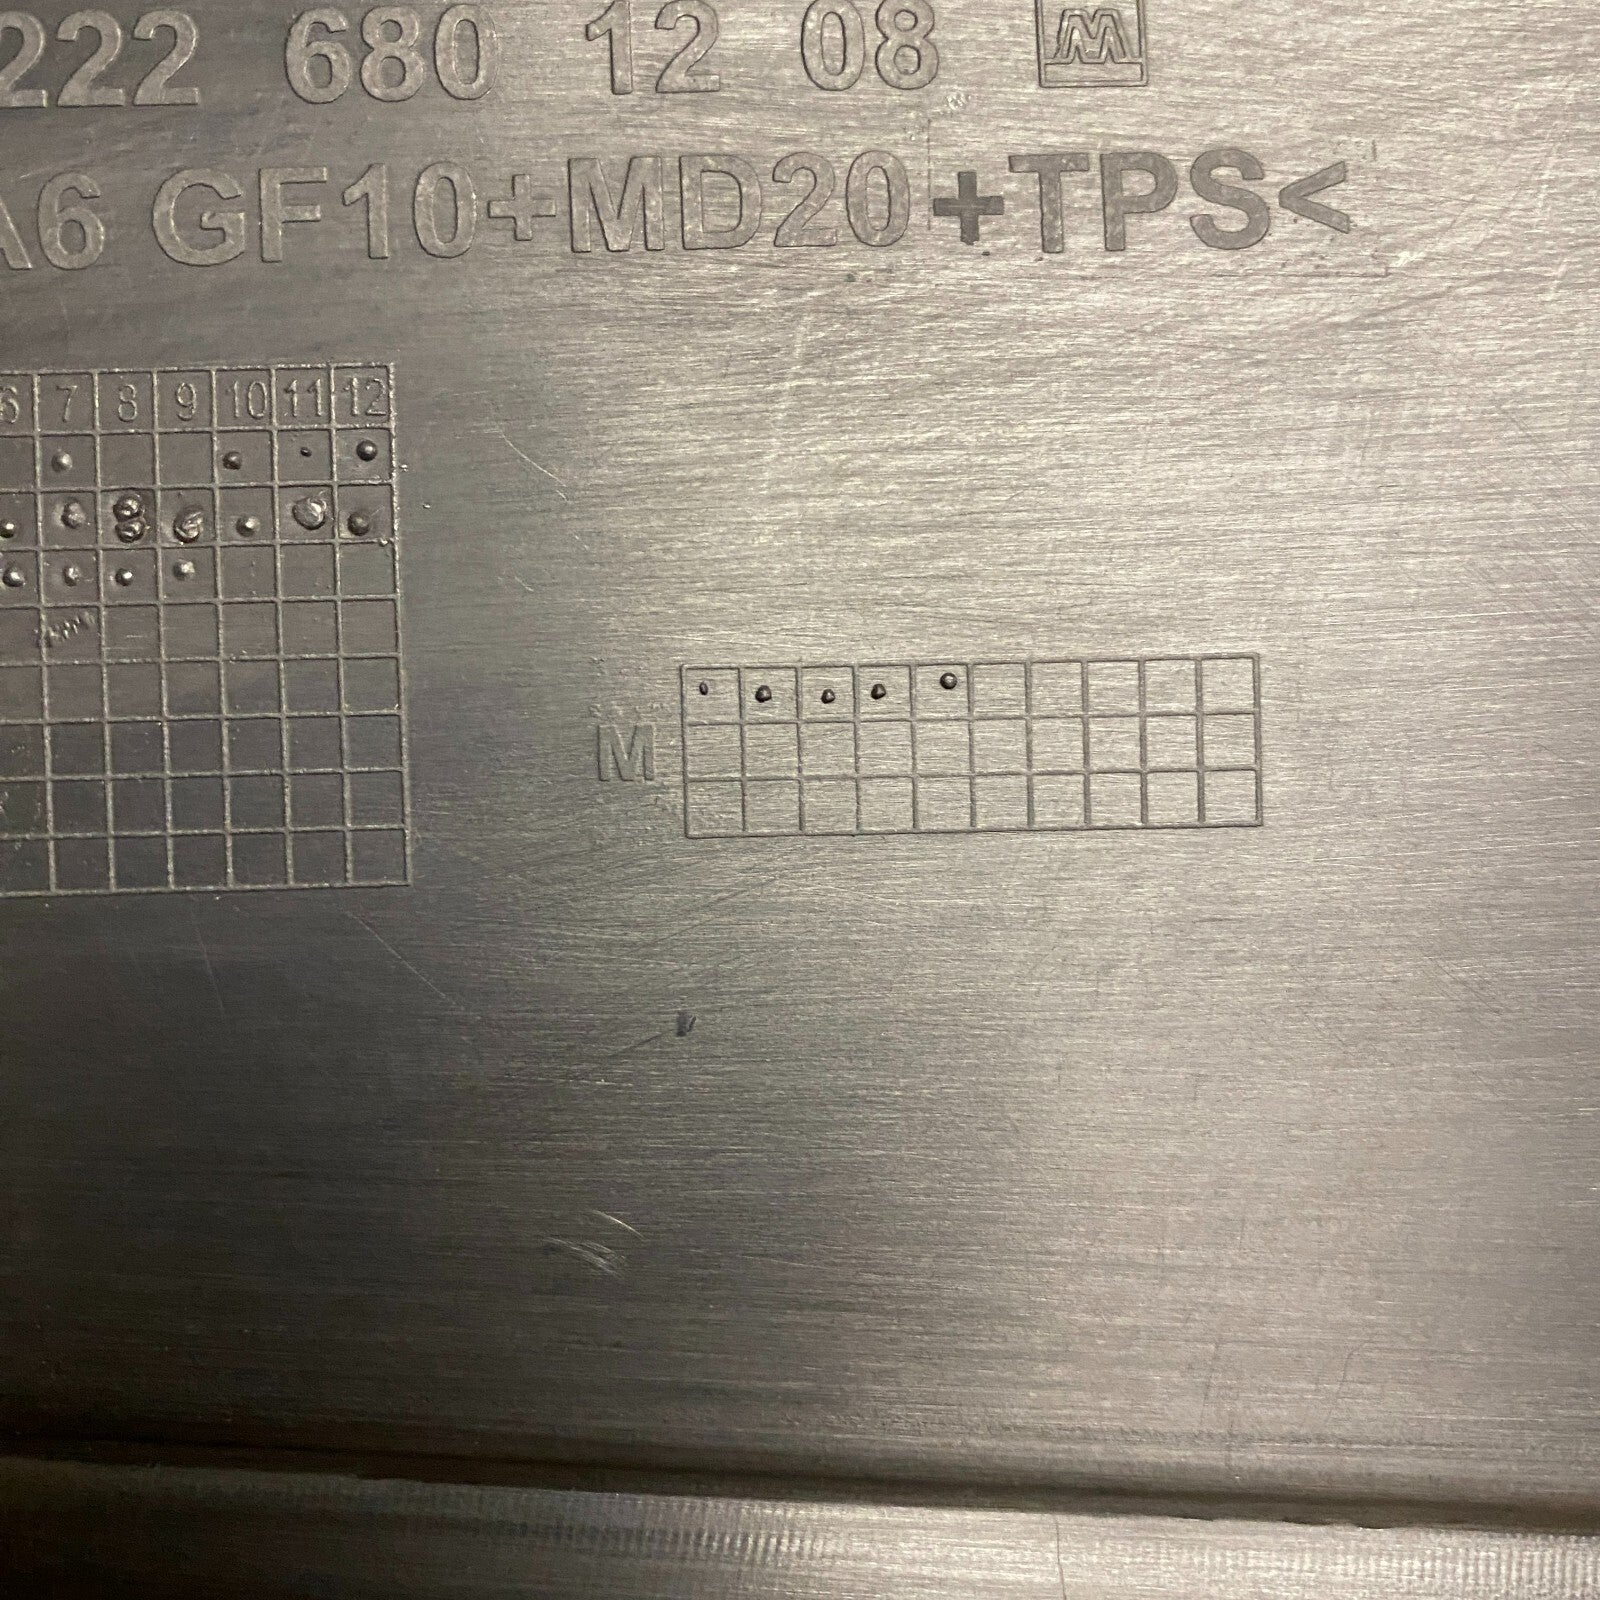 222 680 12 08 M
A6 GF10+MD20+TPS<
6 7 8 9 10 11 12
M